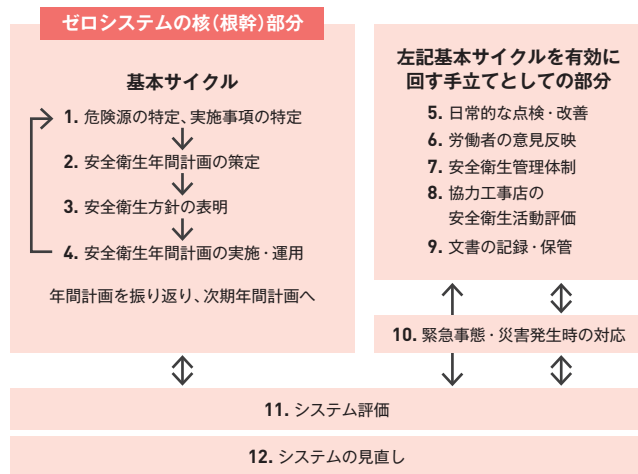 ゼロシステムの核（根幹）部分
基本サイクル
1. 危険源の特定、実施事項の特定
2. 安全衛生年間計画の策定
3. 安全衛生方針の表明
4. 安全衛生年間計画の実施・運用
年間計画を振り返り、次期年間計画へ
左記基本サイクルを有効に
回す手立てとしての部分
5. 日常的な点検・改善
6. 労働者の意見反映
7. 安全衛生管理体制
8. 協力工事店の
安全衛生活動評価
9. 文書の記録・保管
10. 緊急事態・災害発生時の対応
11. システム評価
12. システムの見直し